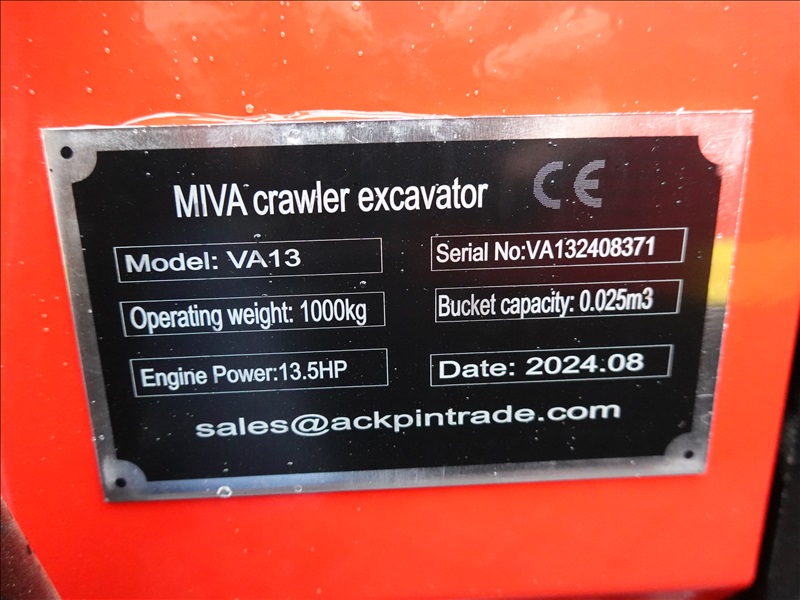 MIVA crawler excavator CE
Model: VA13
Serial No:VA132408371
Operating weight: 1000kg
Bucket capacity: 0.025m3
Engine Power:13.5HP
Date: 2024.08
sales@ackpintrade.com